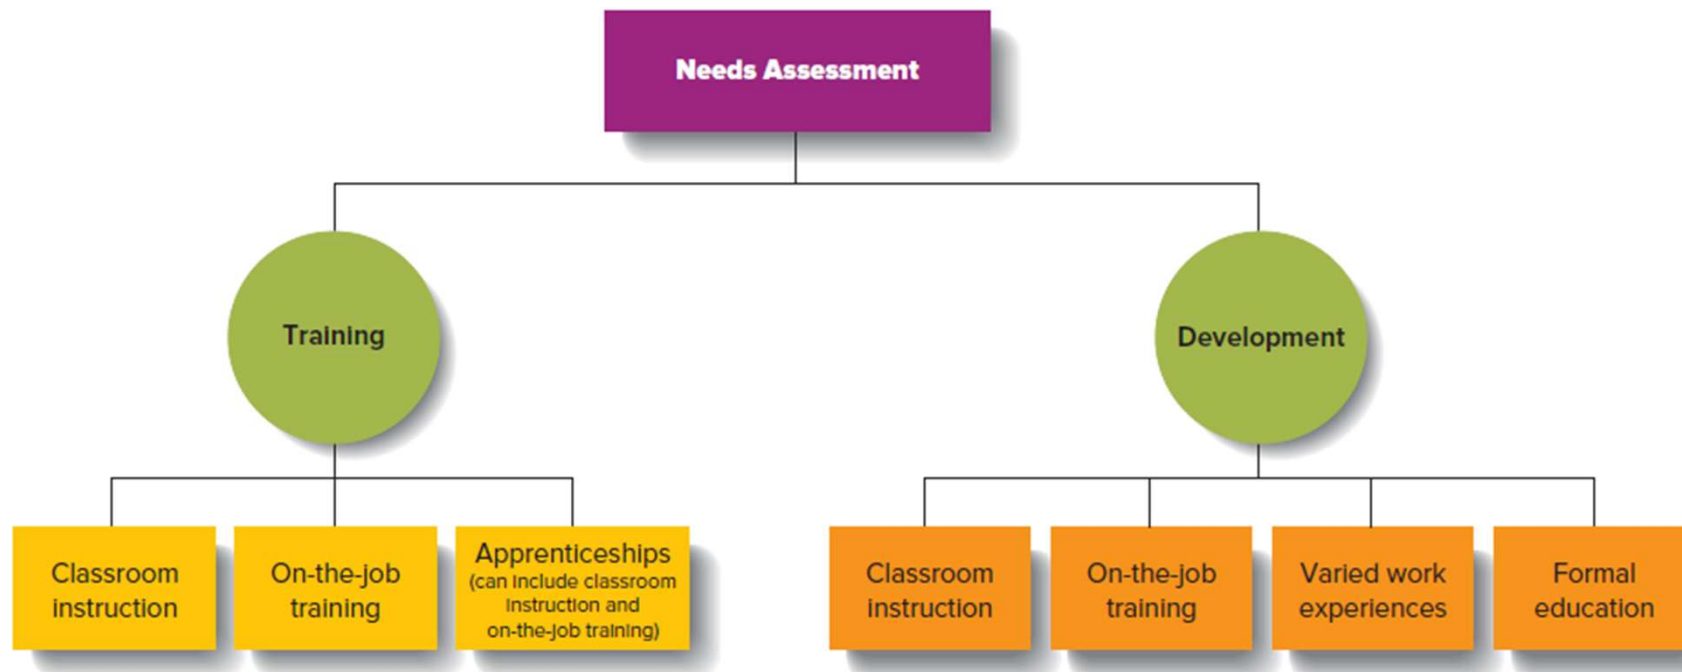 Needs Assessment
Training
Development
Classroom
instruction
On-the-job
training
Apprenticeships
(can include classroom
instruction and
on-the-job training)
Classroom
instruction
On-the-job
training
Varied work
experiences
Formal
education